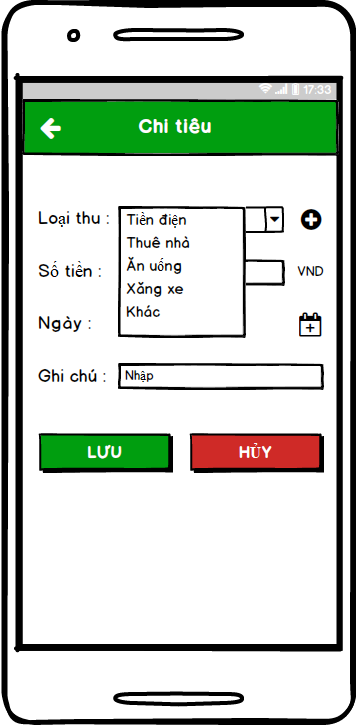 17:33
Chi tiêu
Loại thu :
Tiền điện
Thuê nhà
Ăn uống
Xăng xe
Khác
Số tiền :
VND
Ngày :
Ghi chú :
Nhập
LƯU
HỦY